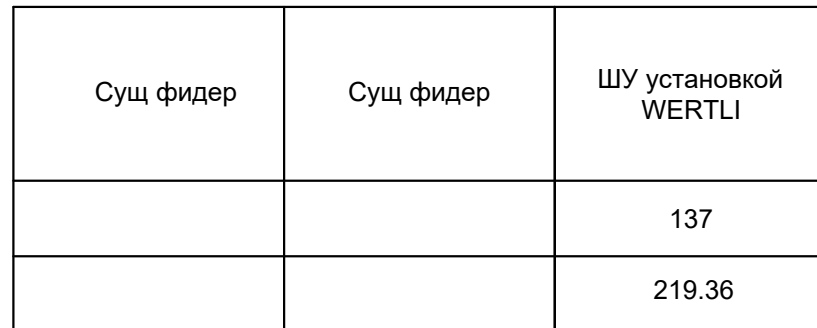 Сущ фидер
Сущ фидер
ШУ установкой
WERTLI
137
219.36